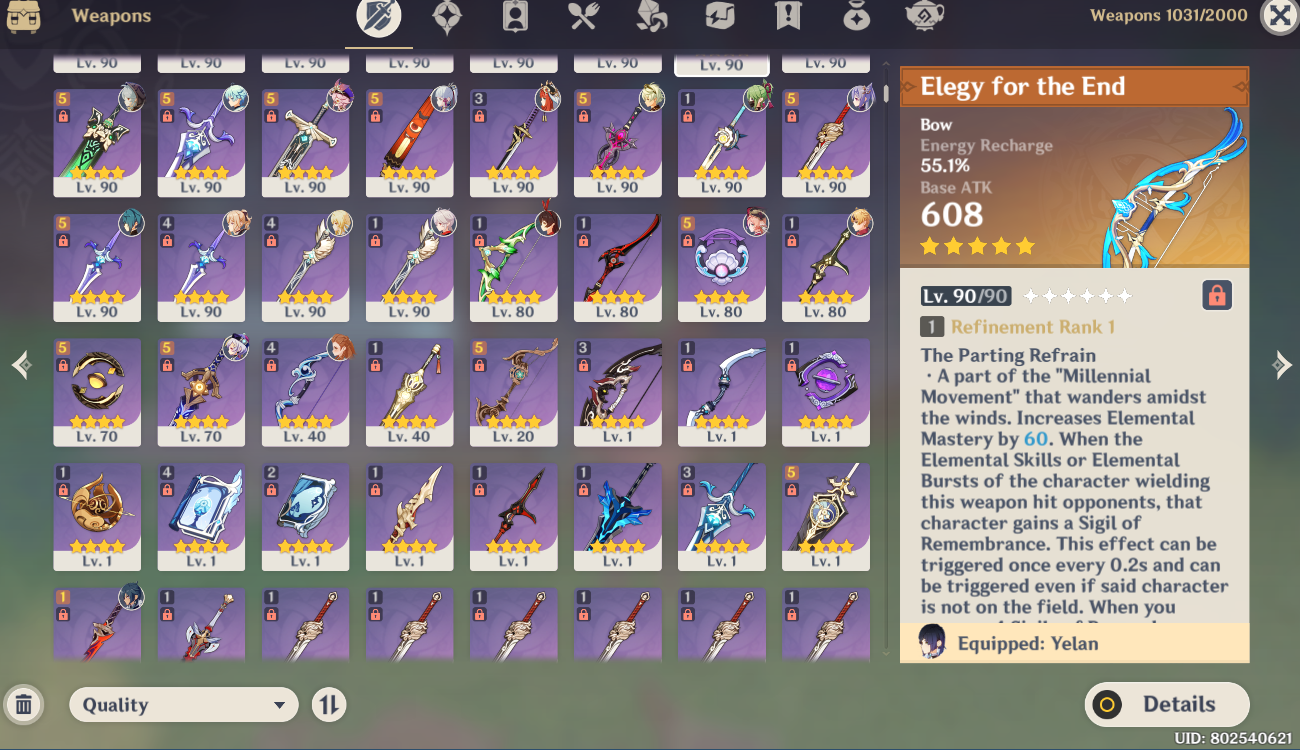 Weapons
Weapons 1031/2000
Lv. 90 Lv. 90 Lv. 90 Lv. 90 Lv. 90 Lv. 90 Lv. 90 Lv. 90
5 5 5 5 3 5 1 5
Lv. 90 Lv. 90 Lv. 90 Lv. 90 Lv. 90 Lv. 90 Lv. 90 Lv. 90
5 4 4 1 1 1 5 1
Lv. 90 Lv. 90 Lv. 90 Lv. 90 Lv. 80 Lv. 80 Lv. 80 Lv. 80
5 5 4 1 5 3 1 1
Lv. 70 Lv. 70 Lv. 40 Lv. 40 Lv. 20 Lv. 1 Lv. 1 Lv. 1
1 4 2 1 1 1 3 5
Lv. 1 Lv. 1 Lv. 1 Lv. 1 Lv. 1 Lv. 1 Lv. 1 Lv. 1
1 1 1 1 1 1 1 1
Elegy for the End
Bow
Energy Recharge
55.1%
Base ATK
608
Lv. 90/90
1 Refinement Rank 1
The Parting Refrain
· A part of the "Millennial
Movement" that wanders amidst
the winds. Increases Elemental
Mastery by 60. When the
Elemental Skills or Elemental
Bursts of the character wielding
this weapon hit opponents, that
character gains a Sigil of
Remembrance. This effect can be
triggered once every 0.2s and can
be triggered even if said character
is not on the field. When you
Equipped: Yelan
Quality
Details
UID: 802540621